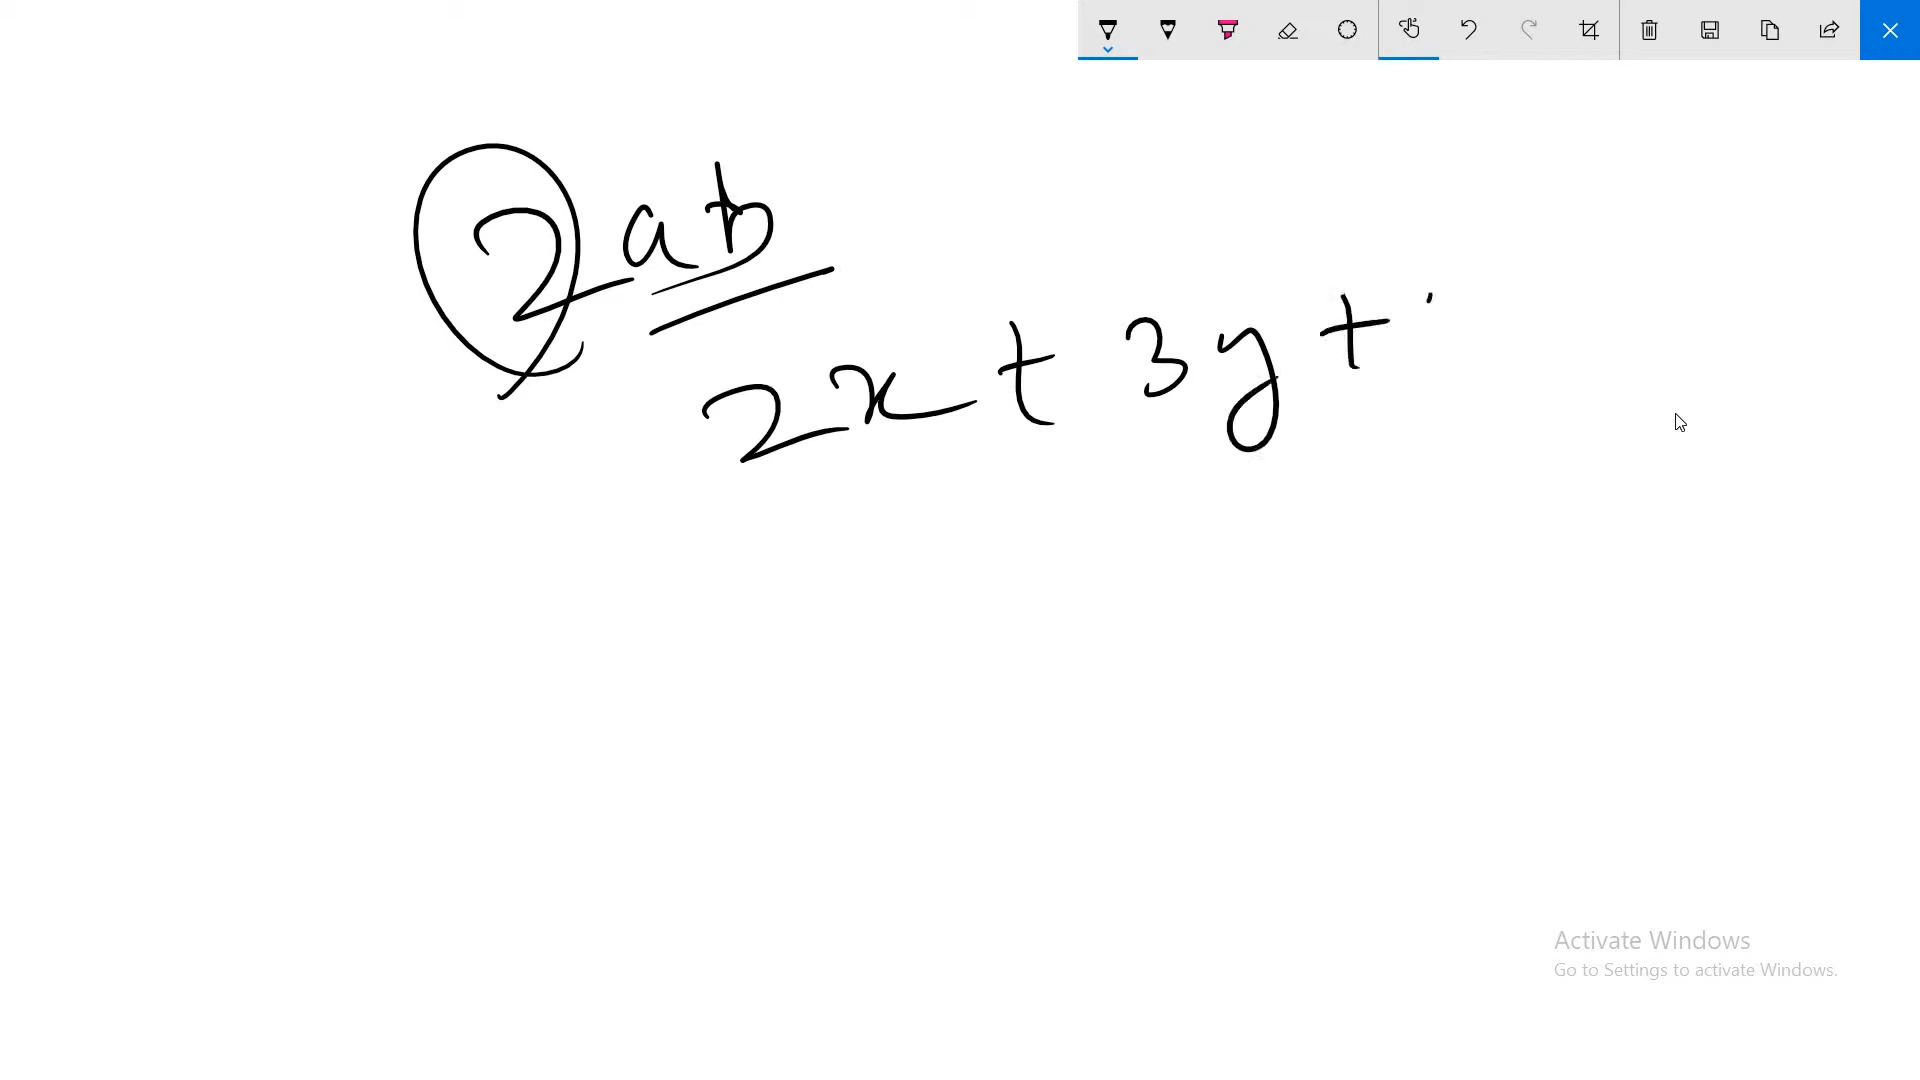 2ab
2x + 3y +
Activate Windows
Go to Settings to activate Windows.